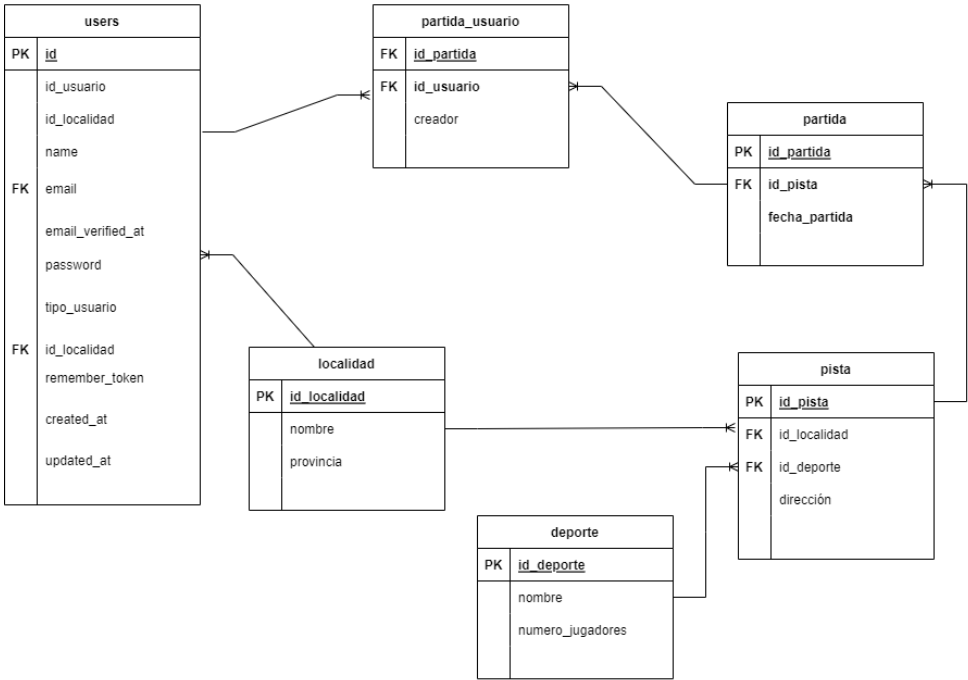 users
PK id
id_usuario
id_localidad
name
FK email
email_verified_at
password
tipo_usuario
FK id_localidad
remember_token
created_at
updated_at
partida_usuario
FK id_partida
FK id_usuario
creador
partida
PK id_partida
FK id_pista
fecha_partida
localidad
PK id_localidad
nombre
provincia
pista
PK id_pista
FK id_localidad
FK id_deporte
dirección
deporte
PK id_deporte
nombre
numero_jugadores